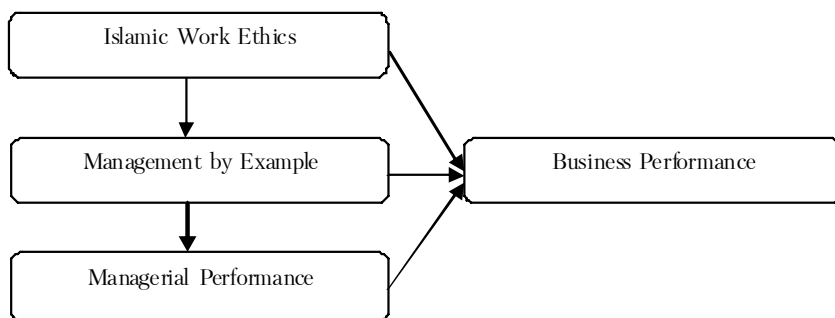 Islamic Work Ethics
Management by Example
Business Performance
Managerial Performance